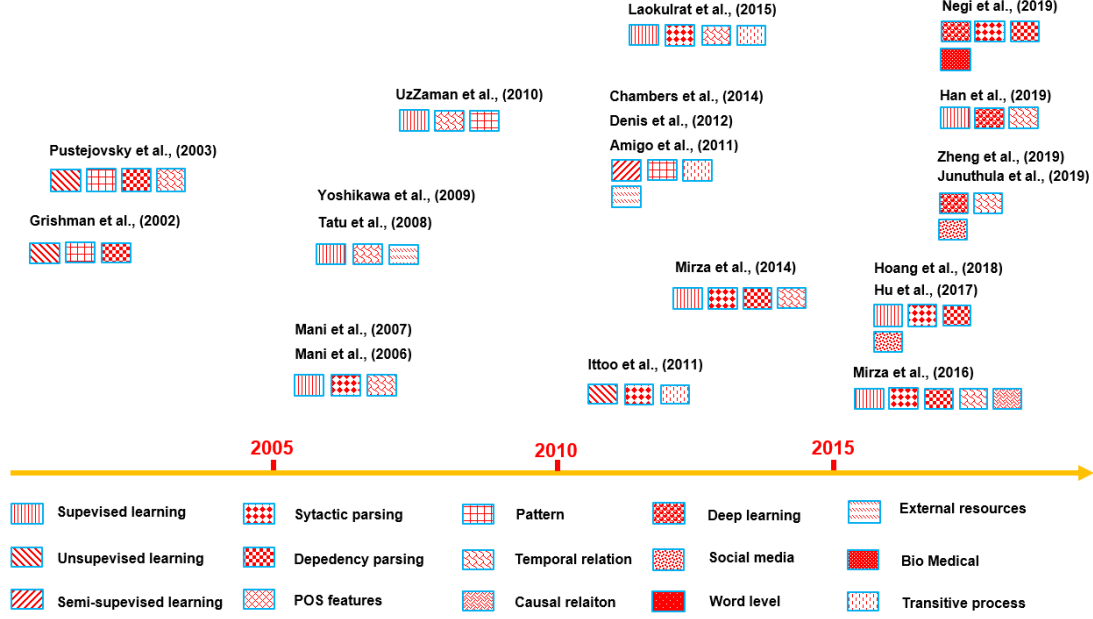 Laokulrat et al., (2015)
Negi et al., (2019)
UzZaman et al., (2010)
Chambers et al., (2014)
Denis et al., (2012)
Amigo et al., (2011)
Han et al., (2019)
Pustejovsky et al., (2003)
Zheng et al., (2019)
Junuthula et al., (2019)
Grishman et al., (2002)
Yoshikawa et al., (2009)
Tatu et al., (2008)
Mirza et al., (2014)
Hoang et al., (2018)
Hu et al., (2017)
Mani et al., (2007)
Mani et al., (2006)
Ittoo et al., (2011)
Mirza et al., (2016)
2005
2010
2015
Supevised learning
Sytactic parsing
Pattern
Deep learning
External resources
Unsupevised learning
Depedency parsing
Temporal relation
Social media
Bio Medical
Semi-supevised learning
POS features
Causal relaiton
Word level
Transitive process